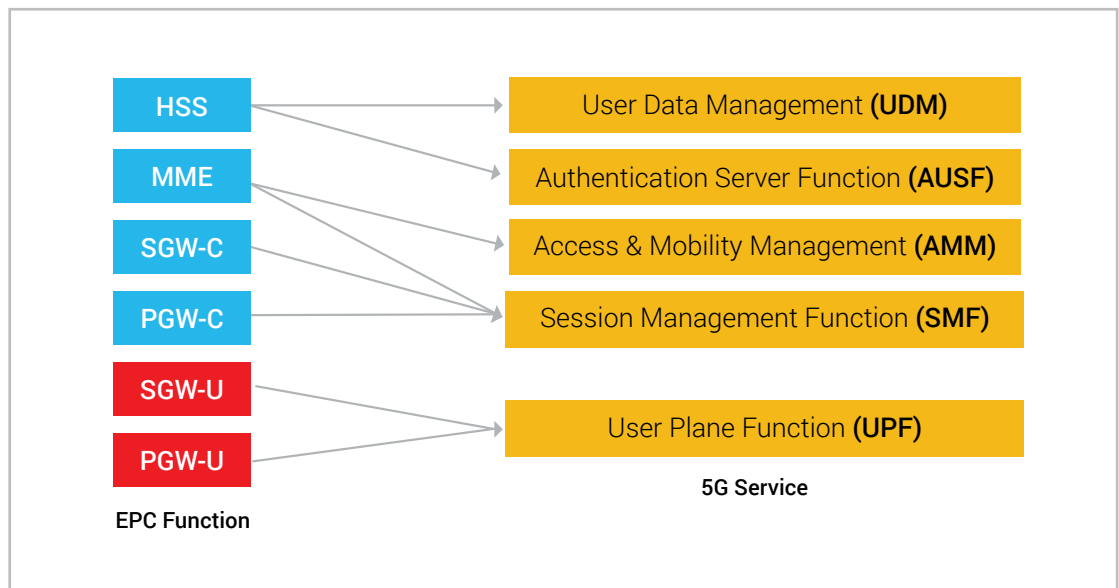 HSS
User Data Management (UDM)
MME
Authentication Server Function (AUSF)
SGW-C
Access & Mobility Management (AMM)
PGW-C
Session Management Function (SMF)
SGW-U
User Plane Function (UPF)
PGW-U
5G Service
EPC Function